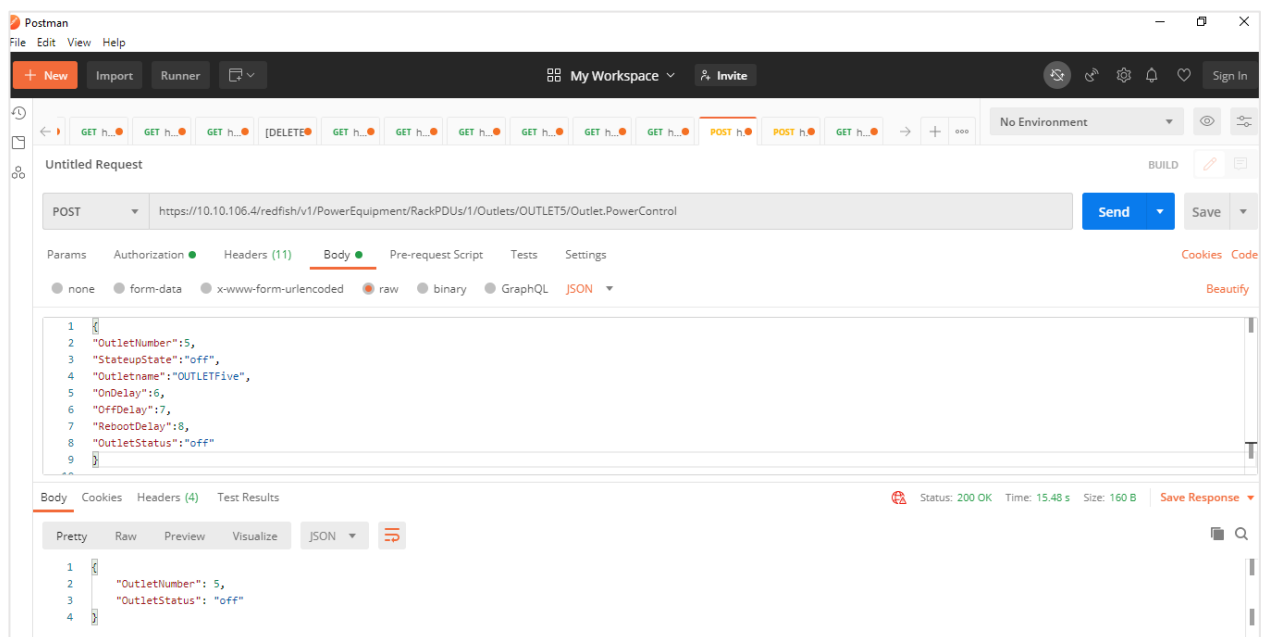 Postman
File Edit View Help
+ New Import Runner My Workspace Invite Sign In
GET h... GET h... GET h... [DELETE GET h... GET h... GET h... GET h... GET h... GET h... POST h. POST h. GET h... No Environment
Untitled Request BUILD
POST https://10.10.106.4/redfish/v1/PowerEquipment/RackPDUs/1/Outlets/OUTLET5/Outlet.PowerControl Send Save
Params Authorization Headers (11) Body Pre-request Script Tests Settings Cookies Code
none form-data x-www-form-urlencoded raw binary GraphQL JSON Beautify
1 {
2 "OutletNumber":5,
3 "StateupState":"off",
4 "Outletname":"OUTLETFive",
5 "OnDelay":6,
6 "OffDelay":7,
7 "RebootDelay":8,
8 "OutletStatus":"off"
9 }
Body Cookies Headers (4) Test Results Status: 200 OK Time: 15.48 s Size: 160 B Save Response
Pretty Raw Preview Visualize JSON
1 {
2 "OutletNumber": 5,
3 "OutletStatus": "off"
4 }